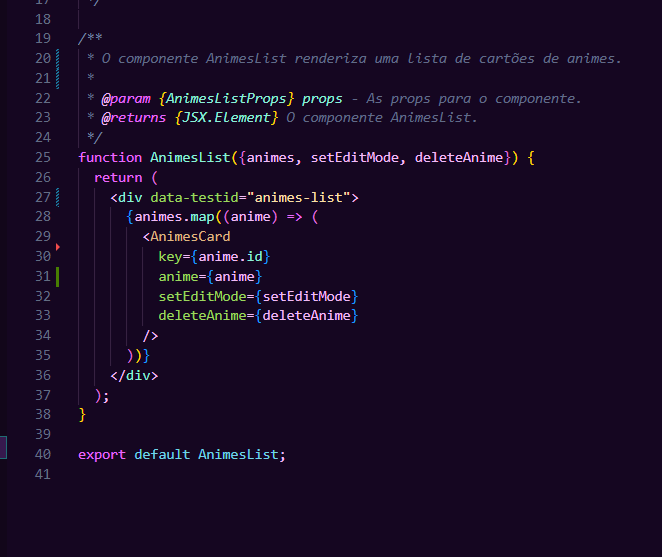 17 */
18
19 /**
20  * O componente AnimesList renderiza uma lista de cartões de animes.
21  *
22  * @param {AnimesListProps} props - As props para o componente.
23  * @returns {JSX.Element} O componente AnimesList.
24  */
25 function AnimesList({animes, setEditMode, deleteAnime}) {
26   return (
27     <div data-testid="animes-list">
28       {animes.map((anime) => (
29         <AnimesCard
30           key={anime.id}
31           anime={anime}
32           setEditMode={setEditMode}
33           deleteAnime={deleteAnime}
34         />
35       ))}
36     </div>
37   );
38 }
39
40 export default AnimesList;
41